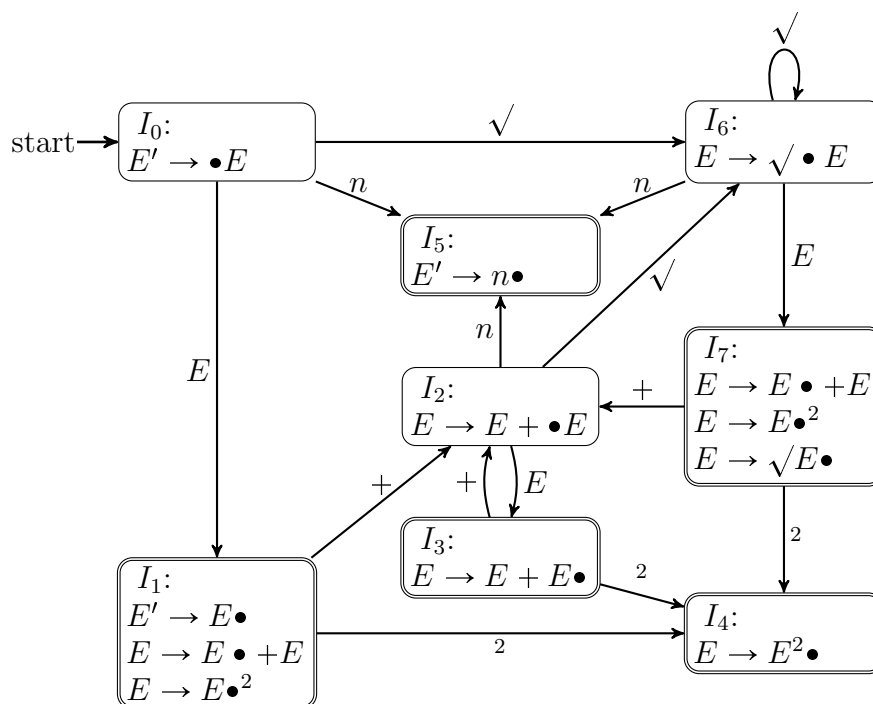 √
start
I₀:
E′ → •E
√
I₆:
E → √ • E
n
n
I₅:
E′ → n•
E
√
n
E
I₂:
E → E + •E
+
I₇:
E → E • +E
E → E•²
E → √E•
+
+
E
2
I₃:
E → E + E•
2
I₁:
E′ → E•
E → E • +E
E → E•²
2
I₄:
E → E²•